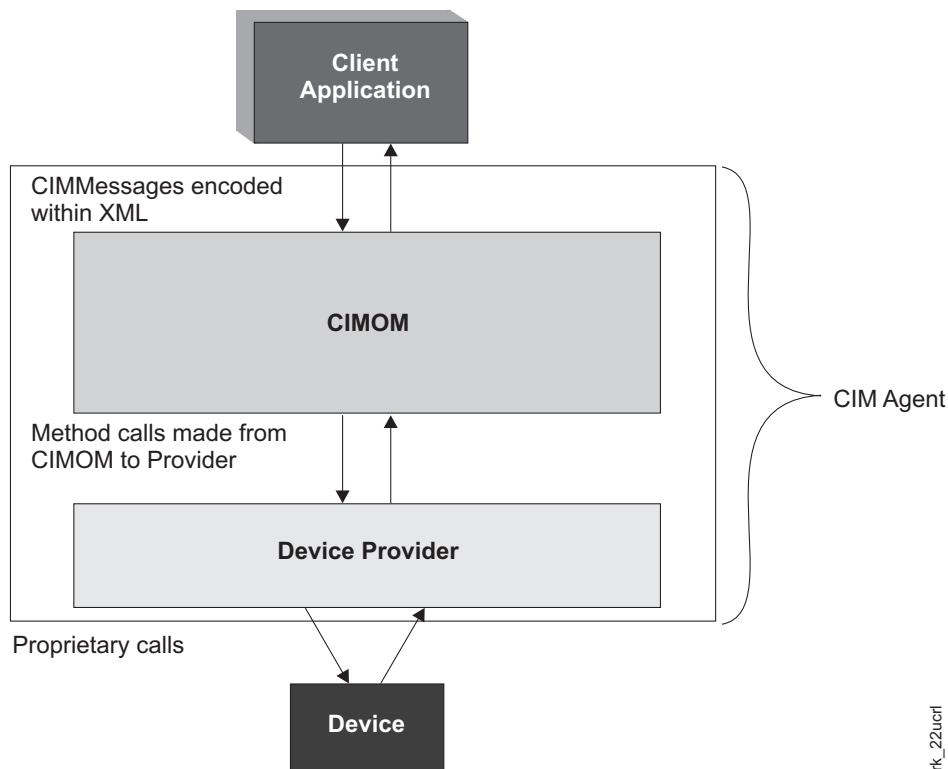 Client
Application
CIMMessages encoded
within XML
CIMOM
CIM Agent
Method calls made from
CIMOM to Provider
Device Provider
Proprietary calls
Device
rk_22ucrl